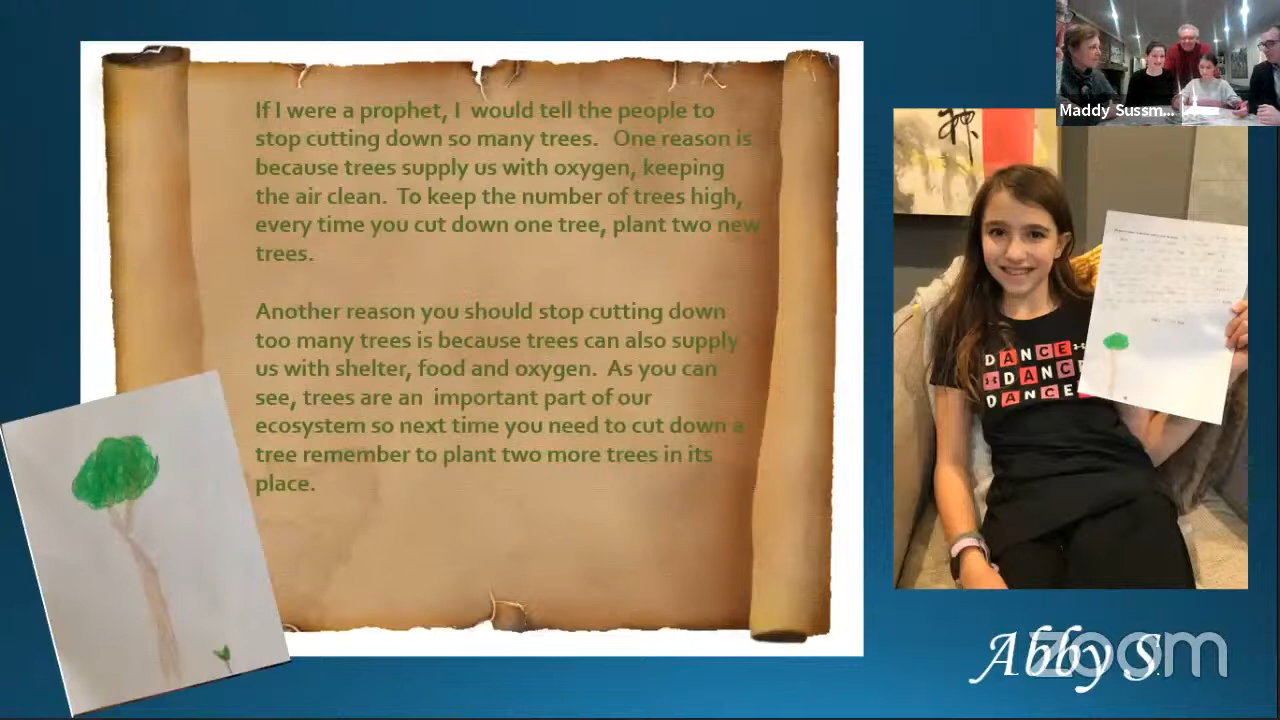 If I were a prophet, I would tell the people to
stop cutting down so many trees. One reason is
because trees supply us with oxygen, keeping
the air clean. To keep the number of trees high,
every time you cut down one tree, plant two new
trees.
Another reason you should stop cutting down
too many trees is because trees can also supply
us with shelter, food and oxygen. As you can
see, trees are an important part of our
ecosystem so next time you need to cut down a
tree remember to plant two more trees in its
place.
Maddy Sussm...
DANCE
DANCE
DANCE
Abby S.
zoom